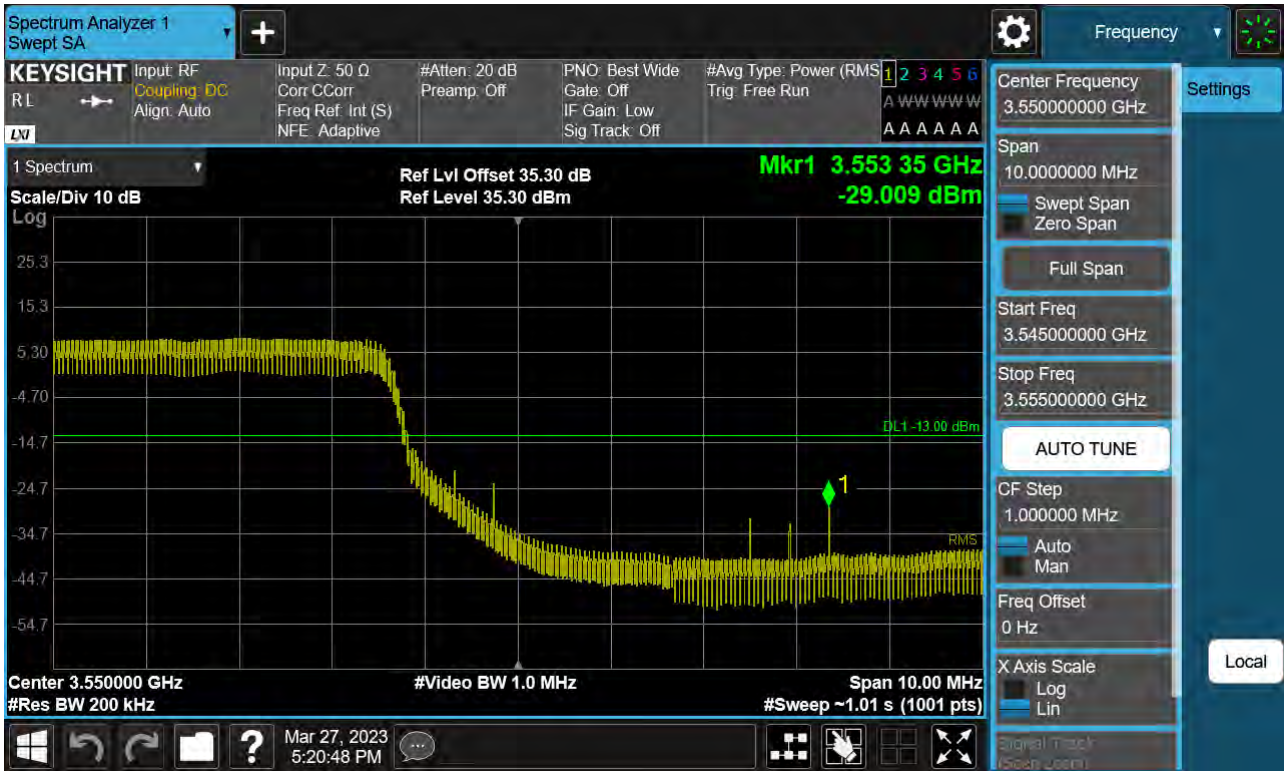 Spectrum Analyzer 1
Swept SA
Frequency
KEYSIGHT
RL
LXI
Input: RF
Coupling: DC
Align: Auto
Input Z: 50 Ω
Corr CCorr
Freq Ref: Int (S)
NFE: Adaptive
#Atten: 20 dB
Preamp: Off
PNO: Best Wide
Gate: Off
IF Gain: Low
Sig Track: Off
#Avg Type: Power (RMS
Trig: Free Run
1 2 3 4 5 6
A W W W W W
A A A A A A
1 Spectrum
Scale/Div 10 dB
Log
Ref Lvl Offset 35.30 dB
Ref Level 35.30 dBm
Mkr1 3.553 35 GHz
-29.009 dBm
25.3
15.3
5.30
-4.70
-14.7
-24.7
-34.7
-44.7
-54.7
DL1 -13.00 dBm
1
RMS
Center 3.550000 GHz
#Res BW 200 kHz
#Video BW 1.0 MHz
Span 10.00 MHz
#Sweep ~1.01 s (1001 pts)
Center Frequency
3.550000000 GHz
Span
10.0000000 MHz
Swept Span
Zero Span
Full Span
Start Freq
3.545000000 GHz
Stop Freq
3.555000000 GHz
AUTO TUNE
CF Step
1.000000 MHz
Auto
Man
Freq Offset
0 Hz
X Axis Scale
Log
Lin
Signal Track
(Span Zoom)
Settings
Local
?
Mar 27, 2023
5:20:48 PM